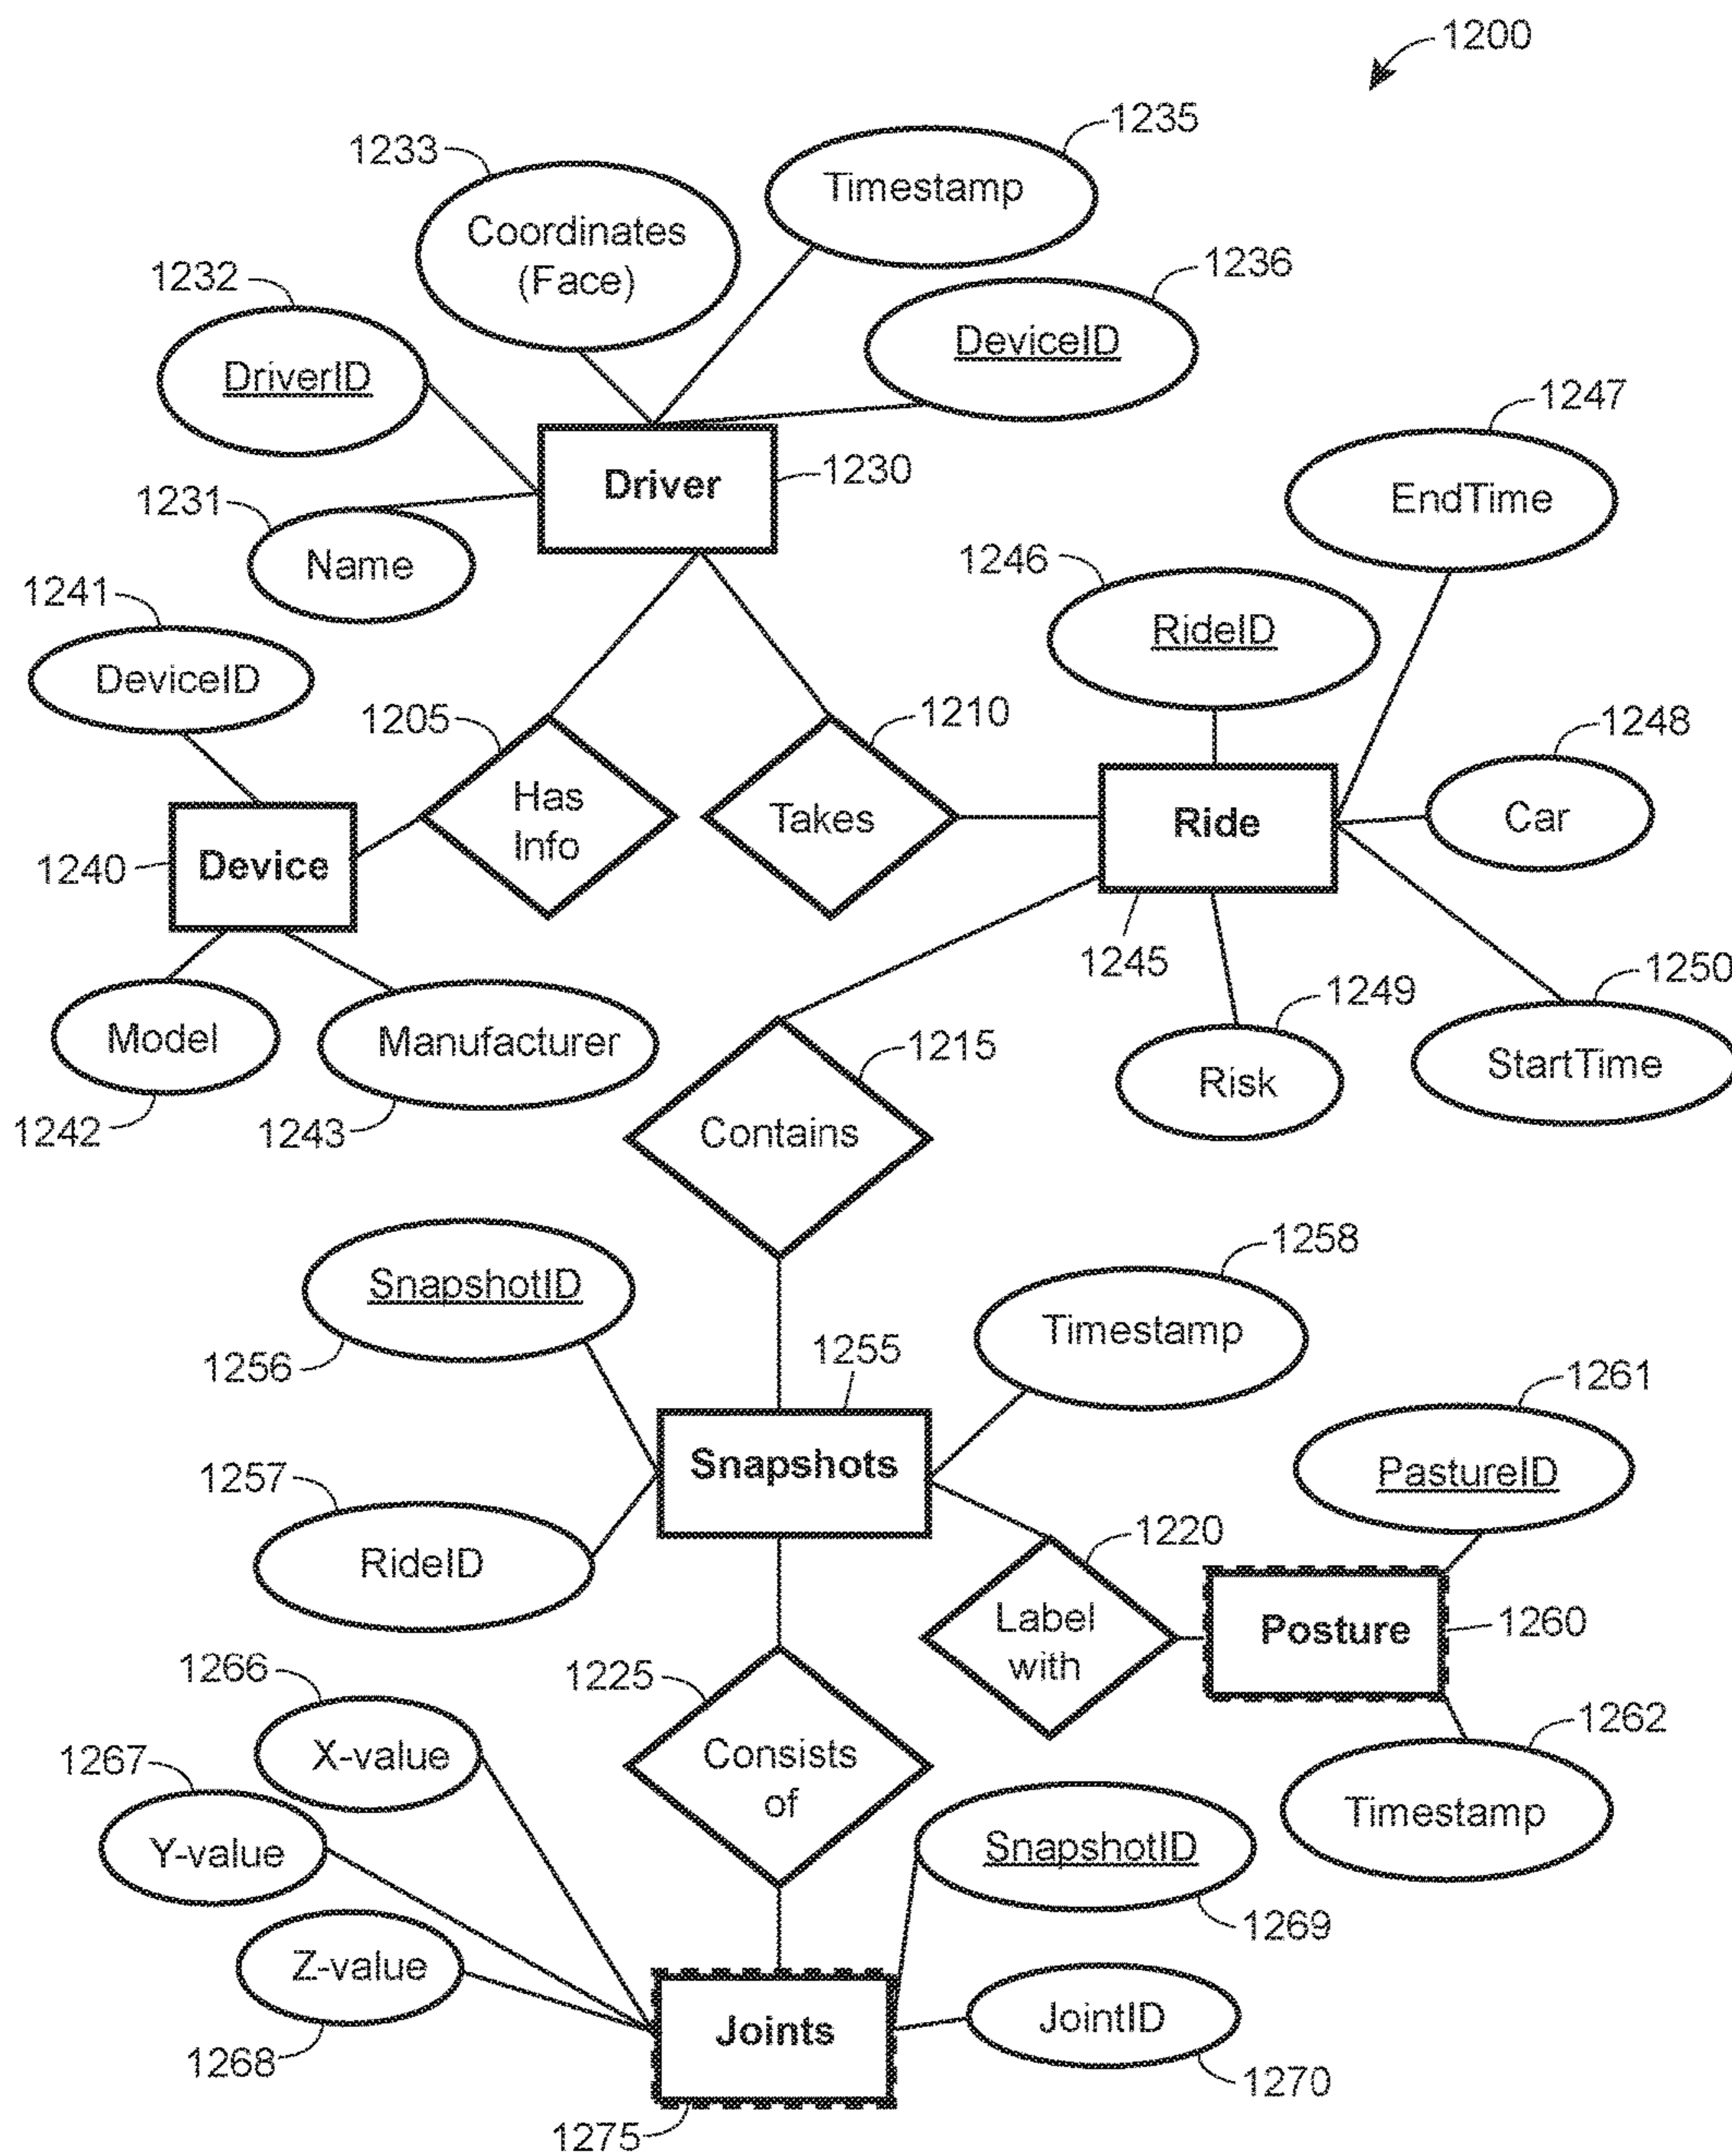 1200
1235
1233
Timestamp
Coordinates
(Face)
1236
1232
DeviceID
DriverID
1247
Driver
1230
EndTime
1231
Name
1246
1241
RideID
DeviceID
1205
1210
1248
Has
Info
Takes
Ride
Car
1240
Device
1245
1250
1249
Model
Manufacturer
1215
StartTime
Risk
1242
1243
Contains
1258
SnapshotID
Timestamp
1256
1255
1261
Snapshots
PastureID
1257
1220
RideID
Label
with
Posture
1260
1266
1225
1262
X-value
1267
Consists
of
Timestamp
Y-value
SnapshotID
1269
Z-value
Joints
JointID
1268
1270
1275